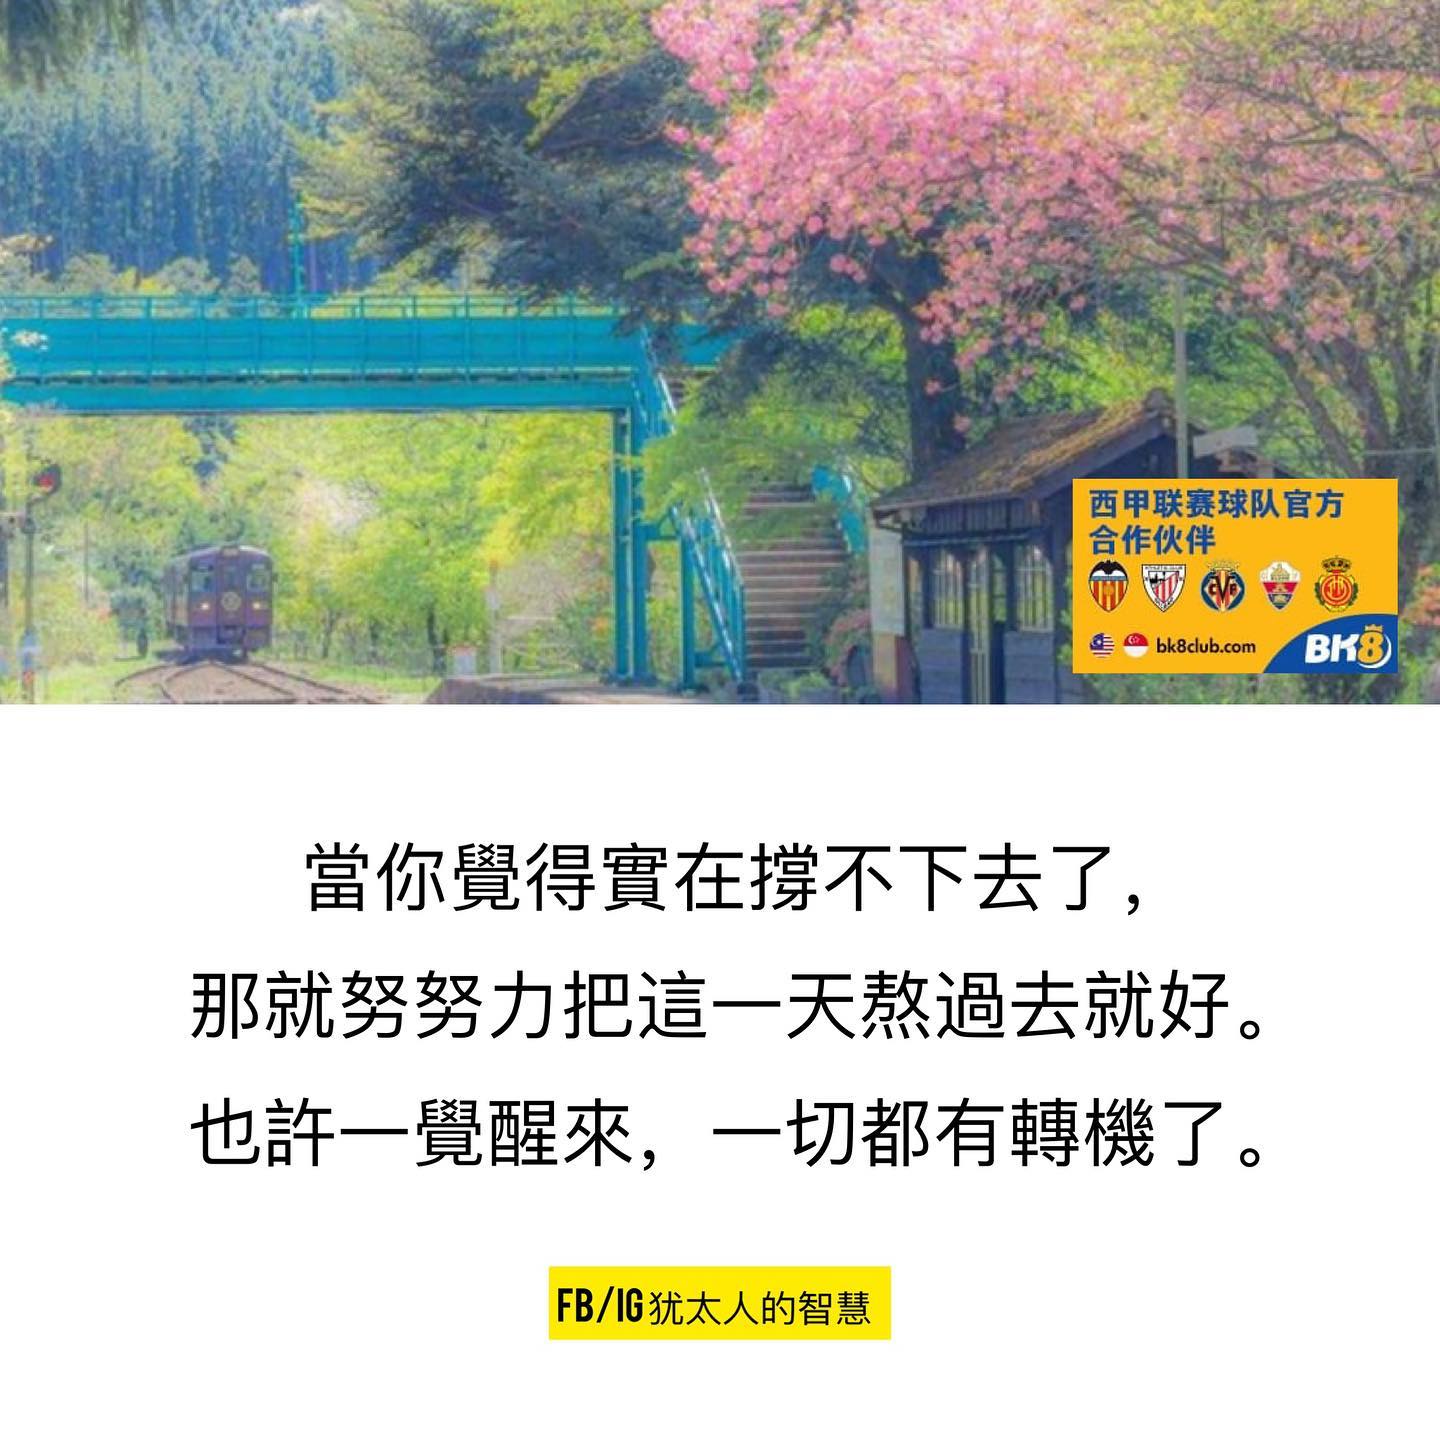 西甲联赛球队官方
合作伙伴
bk8club.com
BK8
當你覺得實在撐不下去了，
那就努努力把這一天熬過去就好。
也許一覺醒來，一切都有轉機了。
FB/IG犹太人的智慧